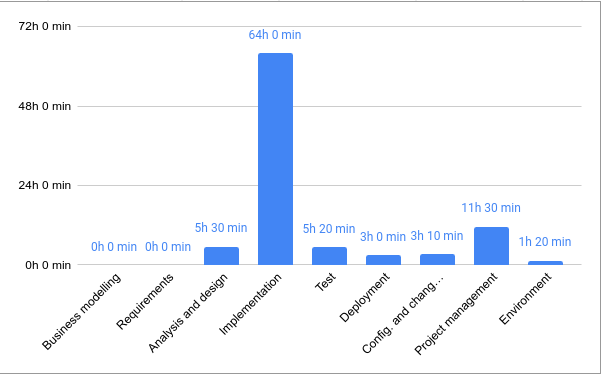 72h 0 min
48h 0 min
24h 0 min
0h 0 min
0h 0 min
0h 0 min
5h 30 min
64h 0 min
5h 20 min
3h 0 min
3h 10 min
11h 30 min
1h 20 min
Business modelling
Requirements
Analysis and design
Implementation
Test
Deployment
Config. and chang…
Project management
Environment